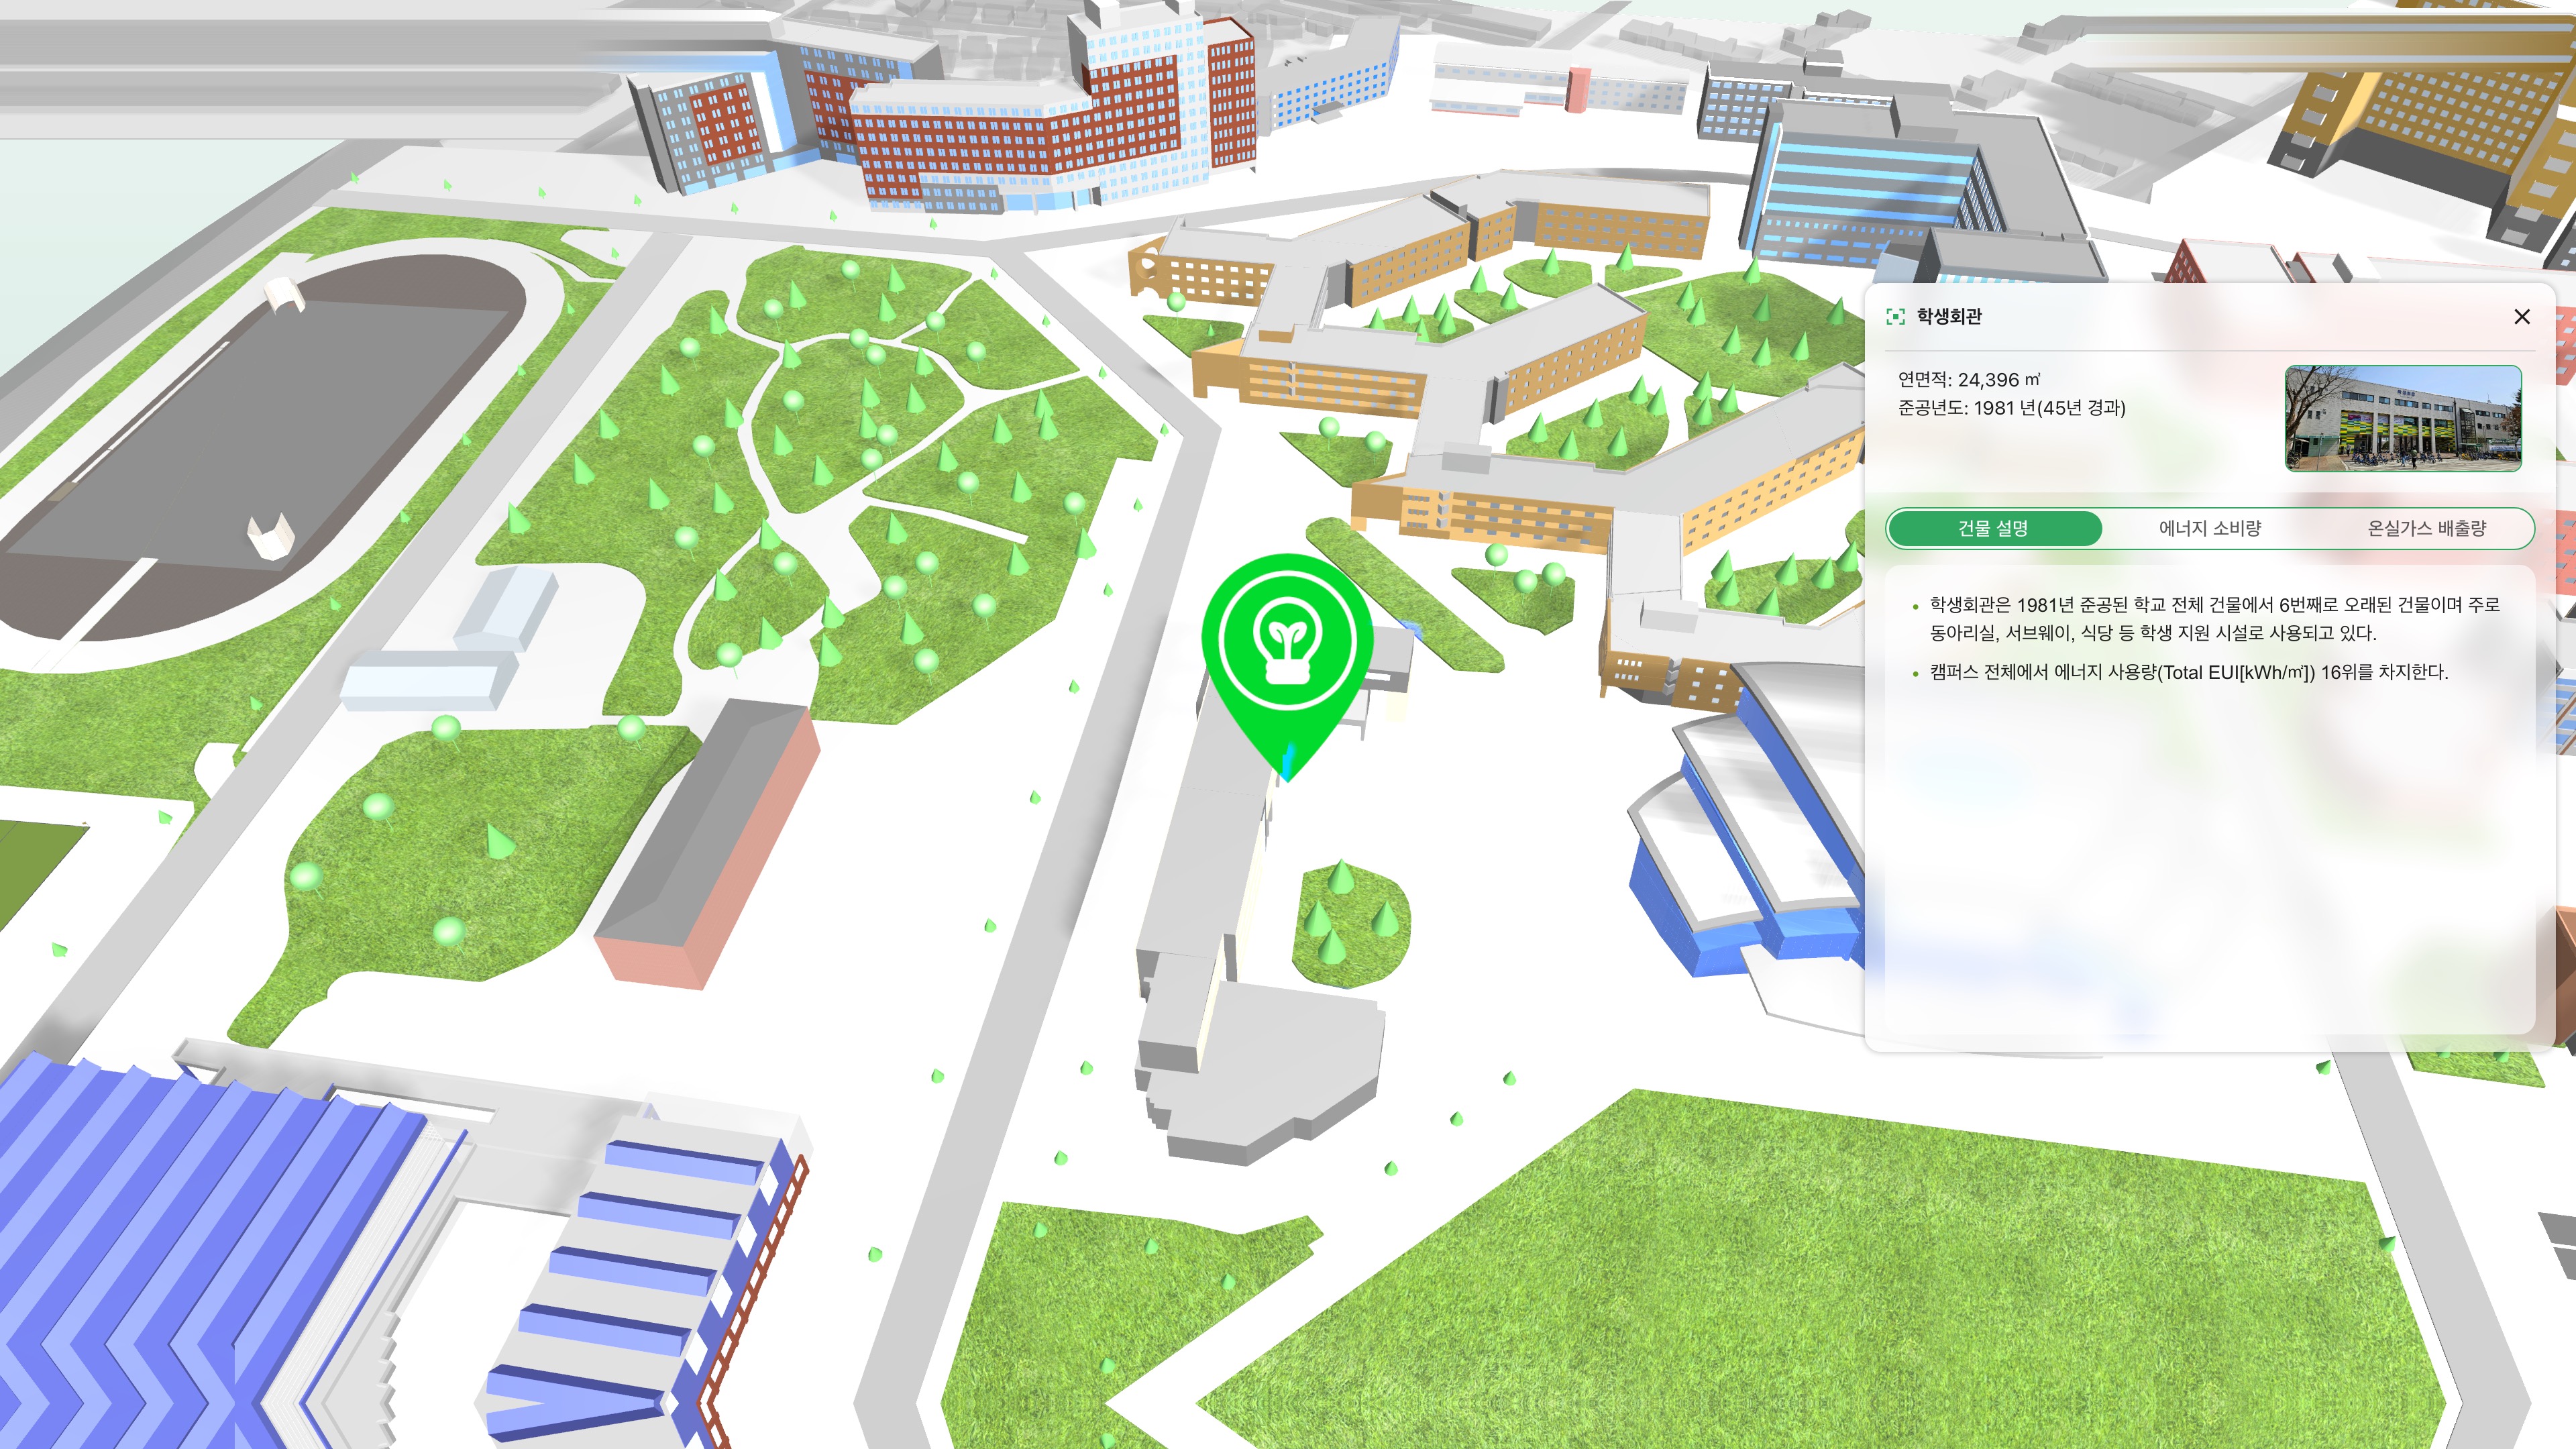 학생회관
연면적: 24,396 ㎡
준공년도: 1981 년(45년 경과)
건물 설명
에너지 소비량
온실가스 배출량
학생회관은 1981년 준공된 학교 전체 건물에서 6번째로 오래된 건물이며 주로
동아리실, 서브웨이, 식당 등 학생 지원 시설로 사용되고 있다.
캠퍼스 전체에서 에너지 사용량(Total EUI[kWh/㎡]) 16위를 차지한다.